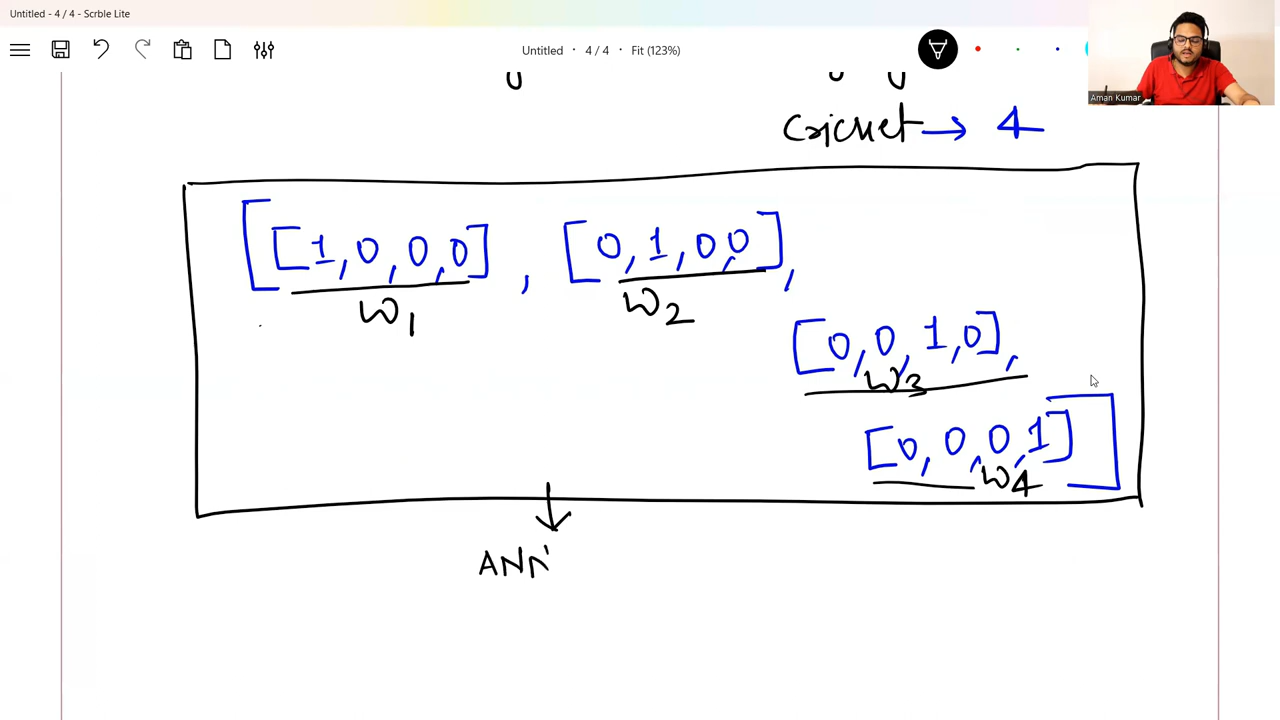 Untitled - 4 / 4 - Scrble Lite
Untitled • 4 / 4 • Fit (123%)
Aman Kumar
Cricket → 4
[[1,0,0,0], [0,1,0,0],
W1 W2
[0,0,1,0],
W3
[0,0,0,1]]
W4
ANN